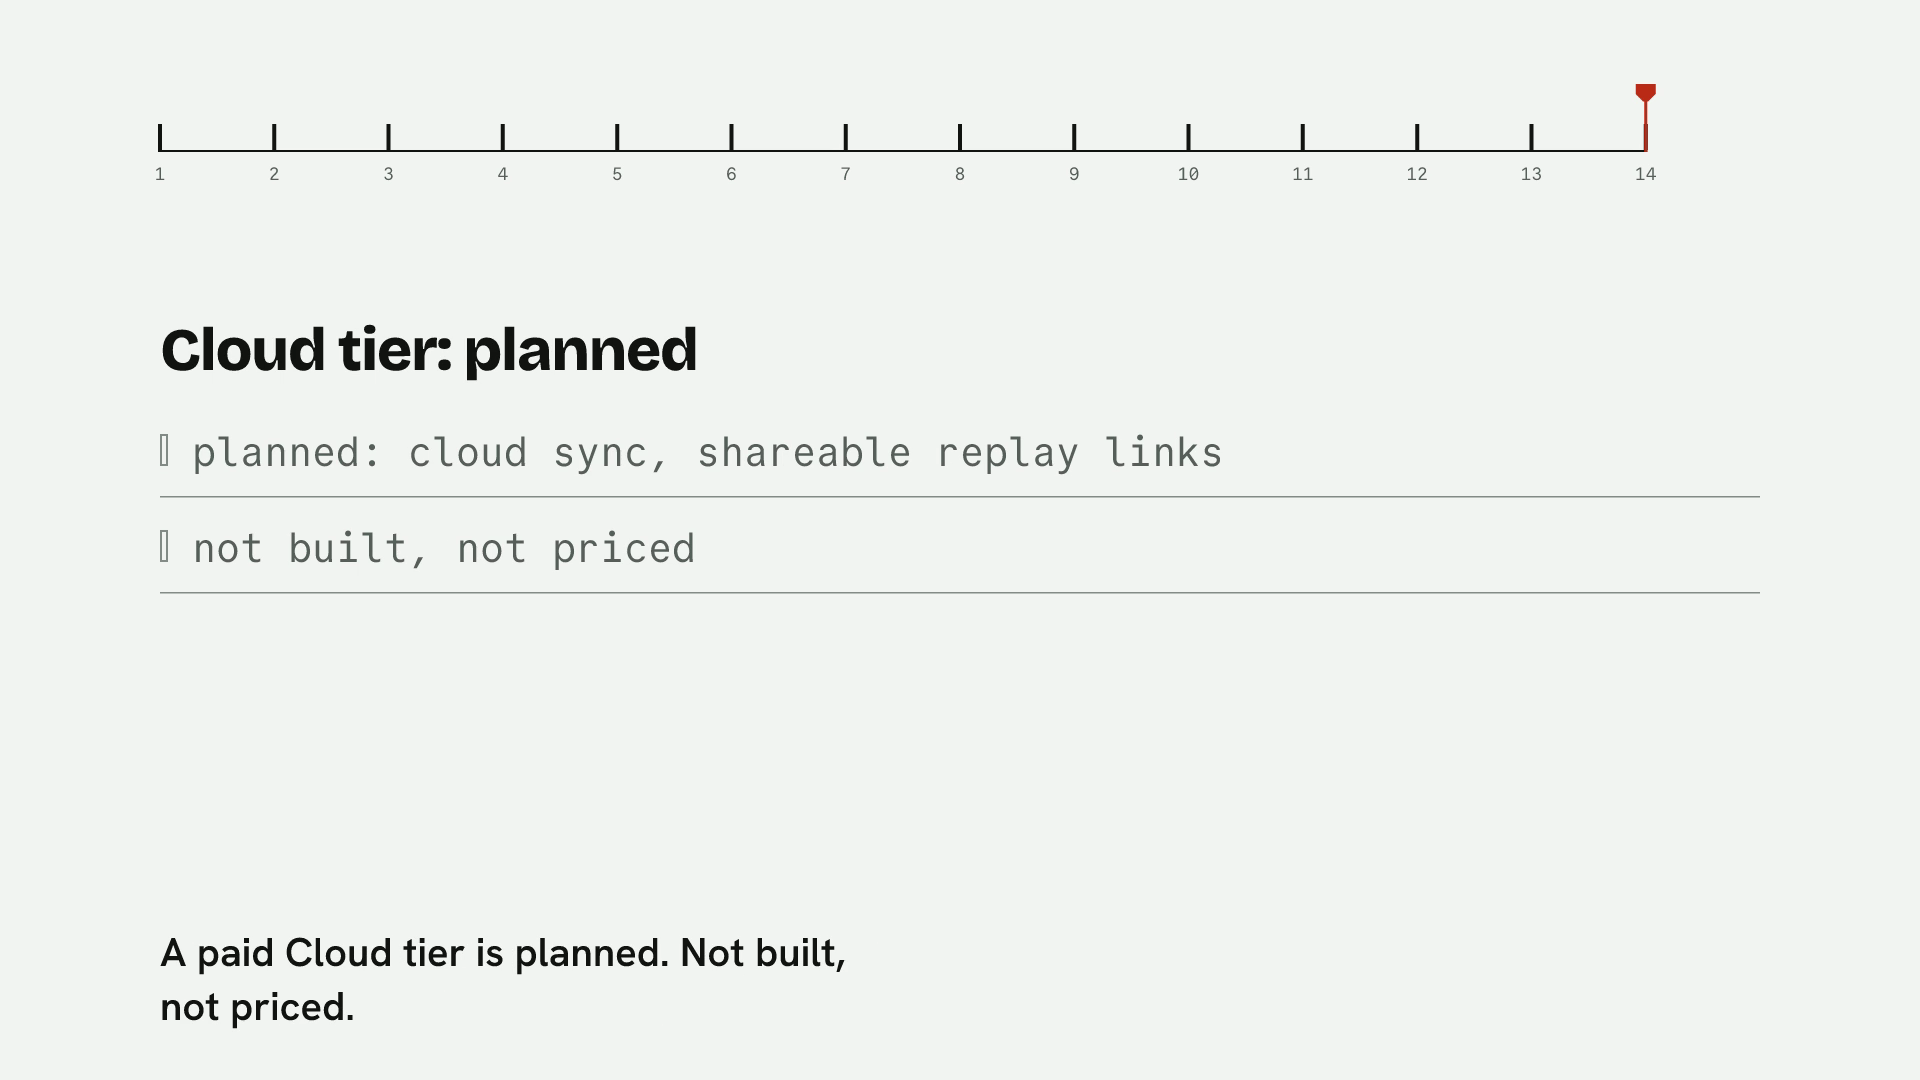 1 2 3 4 5 6 7 8 9 10 11 12 13 14
Cloud tier: planned
planned: cloud sync, shareable replay links
not built, not priced
A paid Cloud tier is planned. Not built,
not priced.